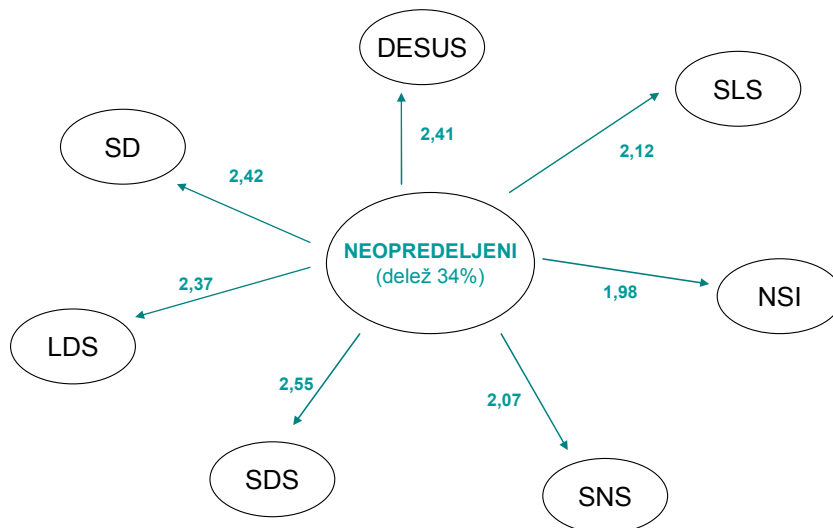 DESUS
SLS
2,41
2,12
SD
2,42
NEOPREDELJENI
(delež 34%)
2,37
1,98
NSI
LDS
2,55
2,07
SDS
SNS